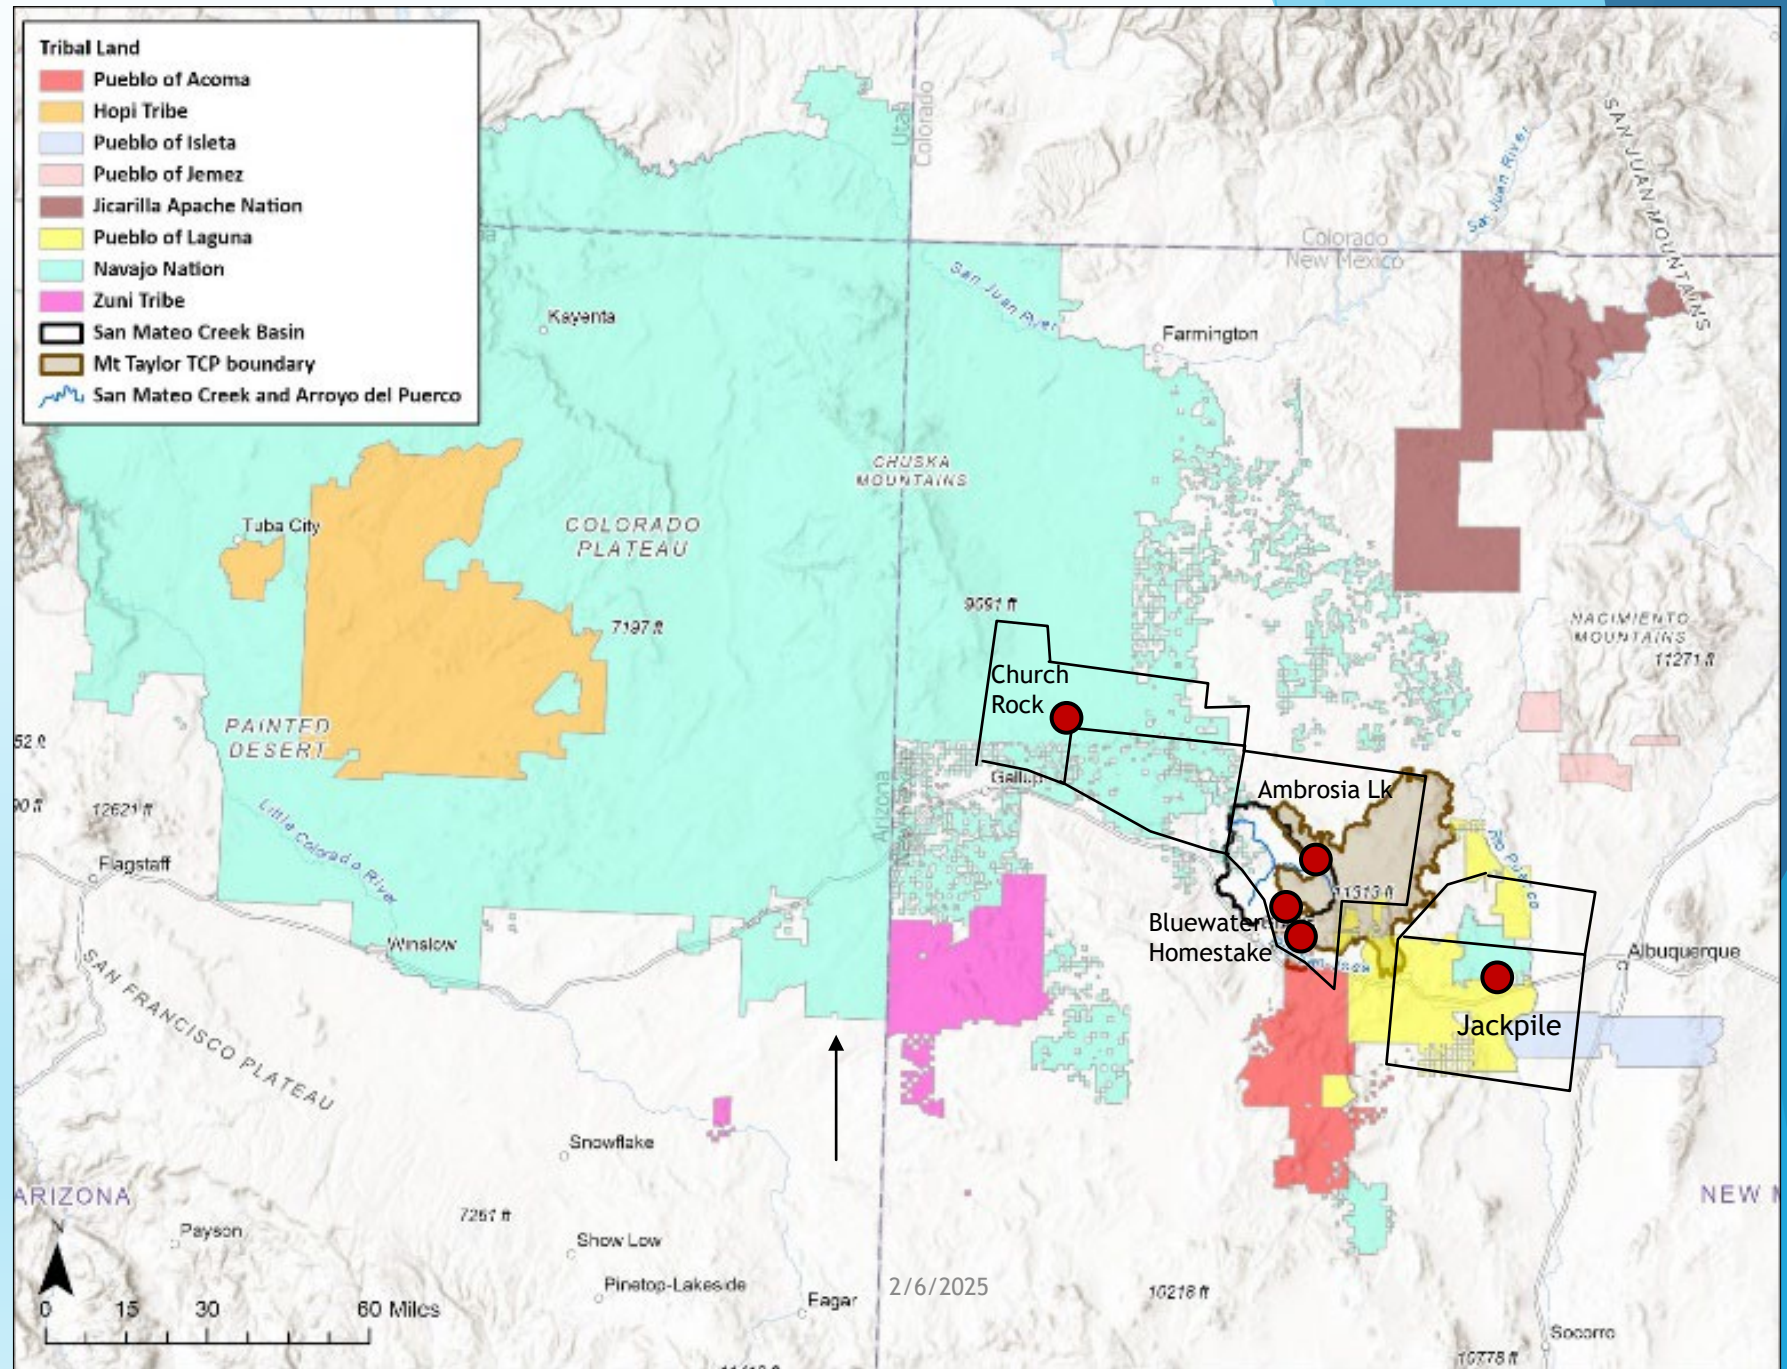 Tribal Land
Pueblo of Acoma
Hopi Tribe
Pueblo of Isleta
Pueblo of Jemez
Jicarilla Apache Nation
Pueblo of Laguna
Navajo Nation
Zuni Tribe
San Mateo Creek Basin
Mt Taylor TCP boundary
San Mateo Creek and Arroyo del Puerco
Utah
Colorado
San Juan River
SAN JUAN MOUNTAINS
Colorado
New Mexico
San Juan River
Kayenta
Farmington
CHUSKA
MOUNTAINS
Tuba City
COLORADO
PLATEAU
9591 ft
7197 ft
NACIMIENTO
MOUNTAINS
11271 ft
Church
Rock
PAINTED
DESERT
52 ft
Gallup
Arizona
Ambrosia Lk
90 ft
12621 ft
Little Colorado River
Rio Puerco
Flagstaff
11313 ft
Bluewater
Homestake
Winslow
Albuquerque
SAN FRANCISCO PLATEAU
Jackpile
Snowflake
ARIZONA
NEW M
N
7261 ft
Payson
Show Low
Pinetop-Lakeside
Eagar
2/6/2025
10218 ft
0 15 30 60 Miles
Socorro
10778 ft